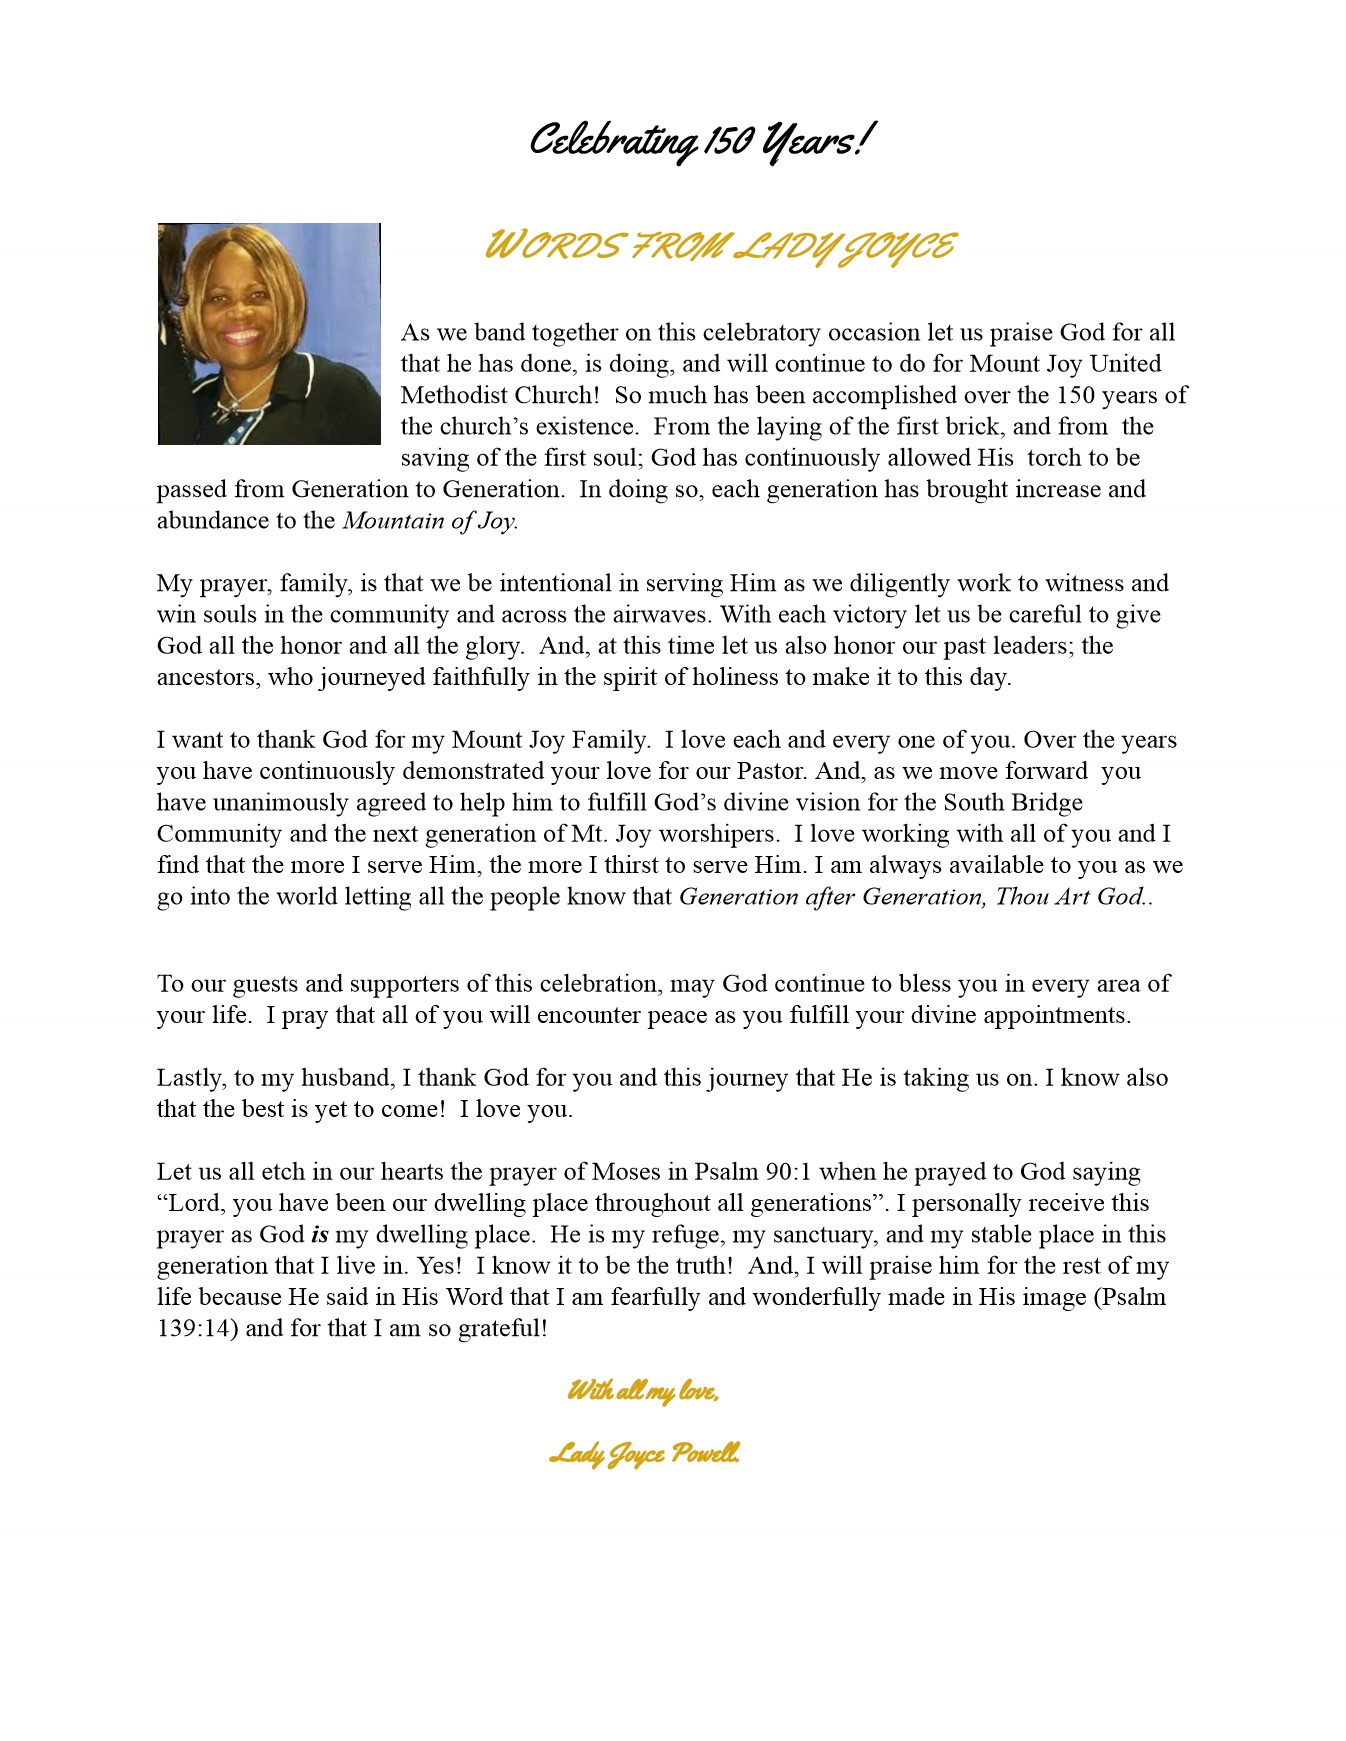 Celebrating 150 Years!
WORDS FROM LADY JOYCE
As we band together on this celebratory occasion let us praise God for all
that he has done, is doing, and will continue to do for Mount Joy United
Methodist Church!  So much has been accomplished over the 150 years of
the church’s existence.  From the laying of the first brick, and from  the
saving of the first soul; God has continuously allowed His  torch to be
passed from Generation to Generation.  In doing so, each generation has brought increase and
abundance to the Mountain of Joy.
My prayer, family, is that we be intentional in serving Him as we diligently work to witness and
win souls in the community and across the airwaves. With each victory let us be careful to give
God all the honor and all the glory.  And, at this time let us also honor our past leaders; the
ancestors, who journeyed faithfully in the spirit of holiness to make it to this day.
I want to thank God for my Mount Joy Family.  I love each and every one of you. Over the years
you have continuously demonstrated your love for our Pastor. And, as we move forward  you
have unanimously agreed to help him to fulfill God’s divine vision for the South Bridge
Community and the next generation of Mt. Joy worshipers.  I love working with all of you and I
find that the more I serve Him, the more I thirst to serve Him. I am always available to you as we
go into the world letting all the people know that Generation after Generation, Thou Art God..
To our guests and supporters of this celebration, may God continue to bless you in every area of
your life.  I pray that all of you will encounter peace as you fulfill your divine appointments.
Lastly, to my husband, I thank God for you and this journey that He is taking us on. I know also
that the best is yet to come!  I love you.
Let us all etch in our hearts the prayer of Moses in Psalm 90:1 when he prayed to God saying
“Lord, you have been our dwelling place throughout all generations”. I personally receive this
prayer as God is my dwelling place.  He is my refuge, my sanctuary, and my stable place in this
generation that I live in. Yes!  I know it to be the truth!  And, I will praise him for the rest of my
life because He said in His Word that I am fearfully and wonderfully made in His image (Psalm
139:14) and for that I am so grateful!
With all my love,
Lady Joyce Powell.